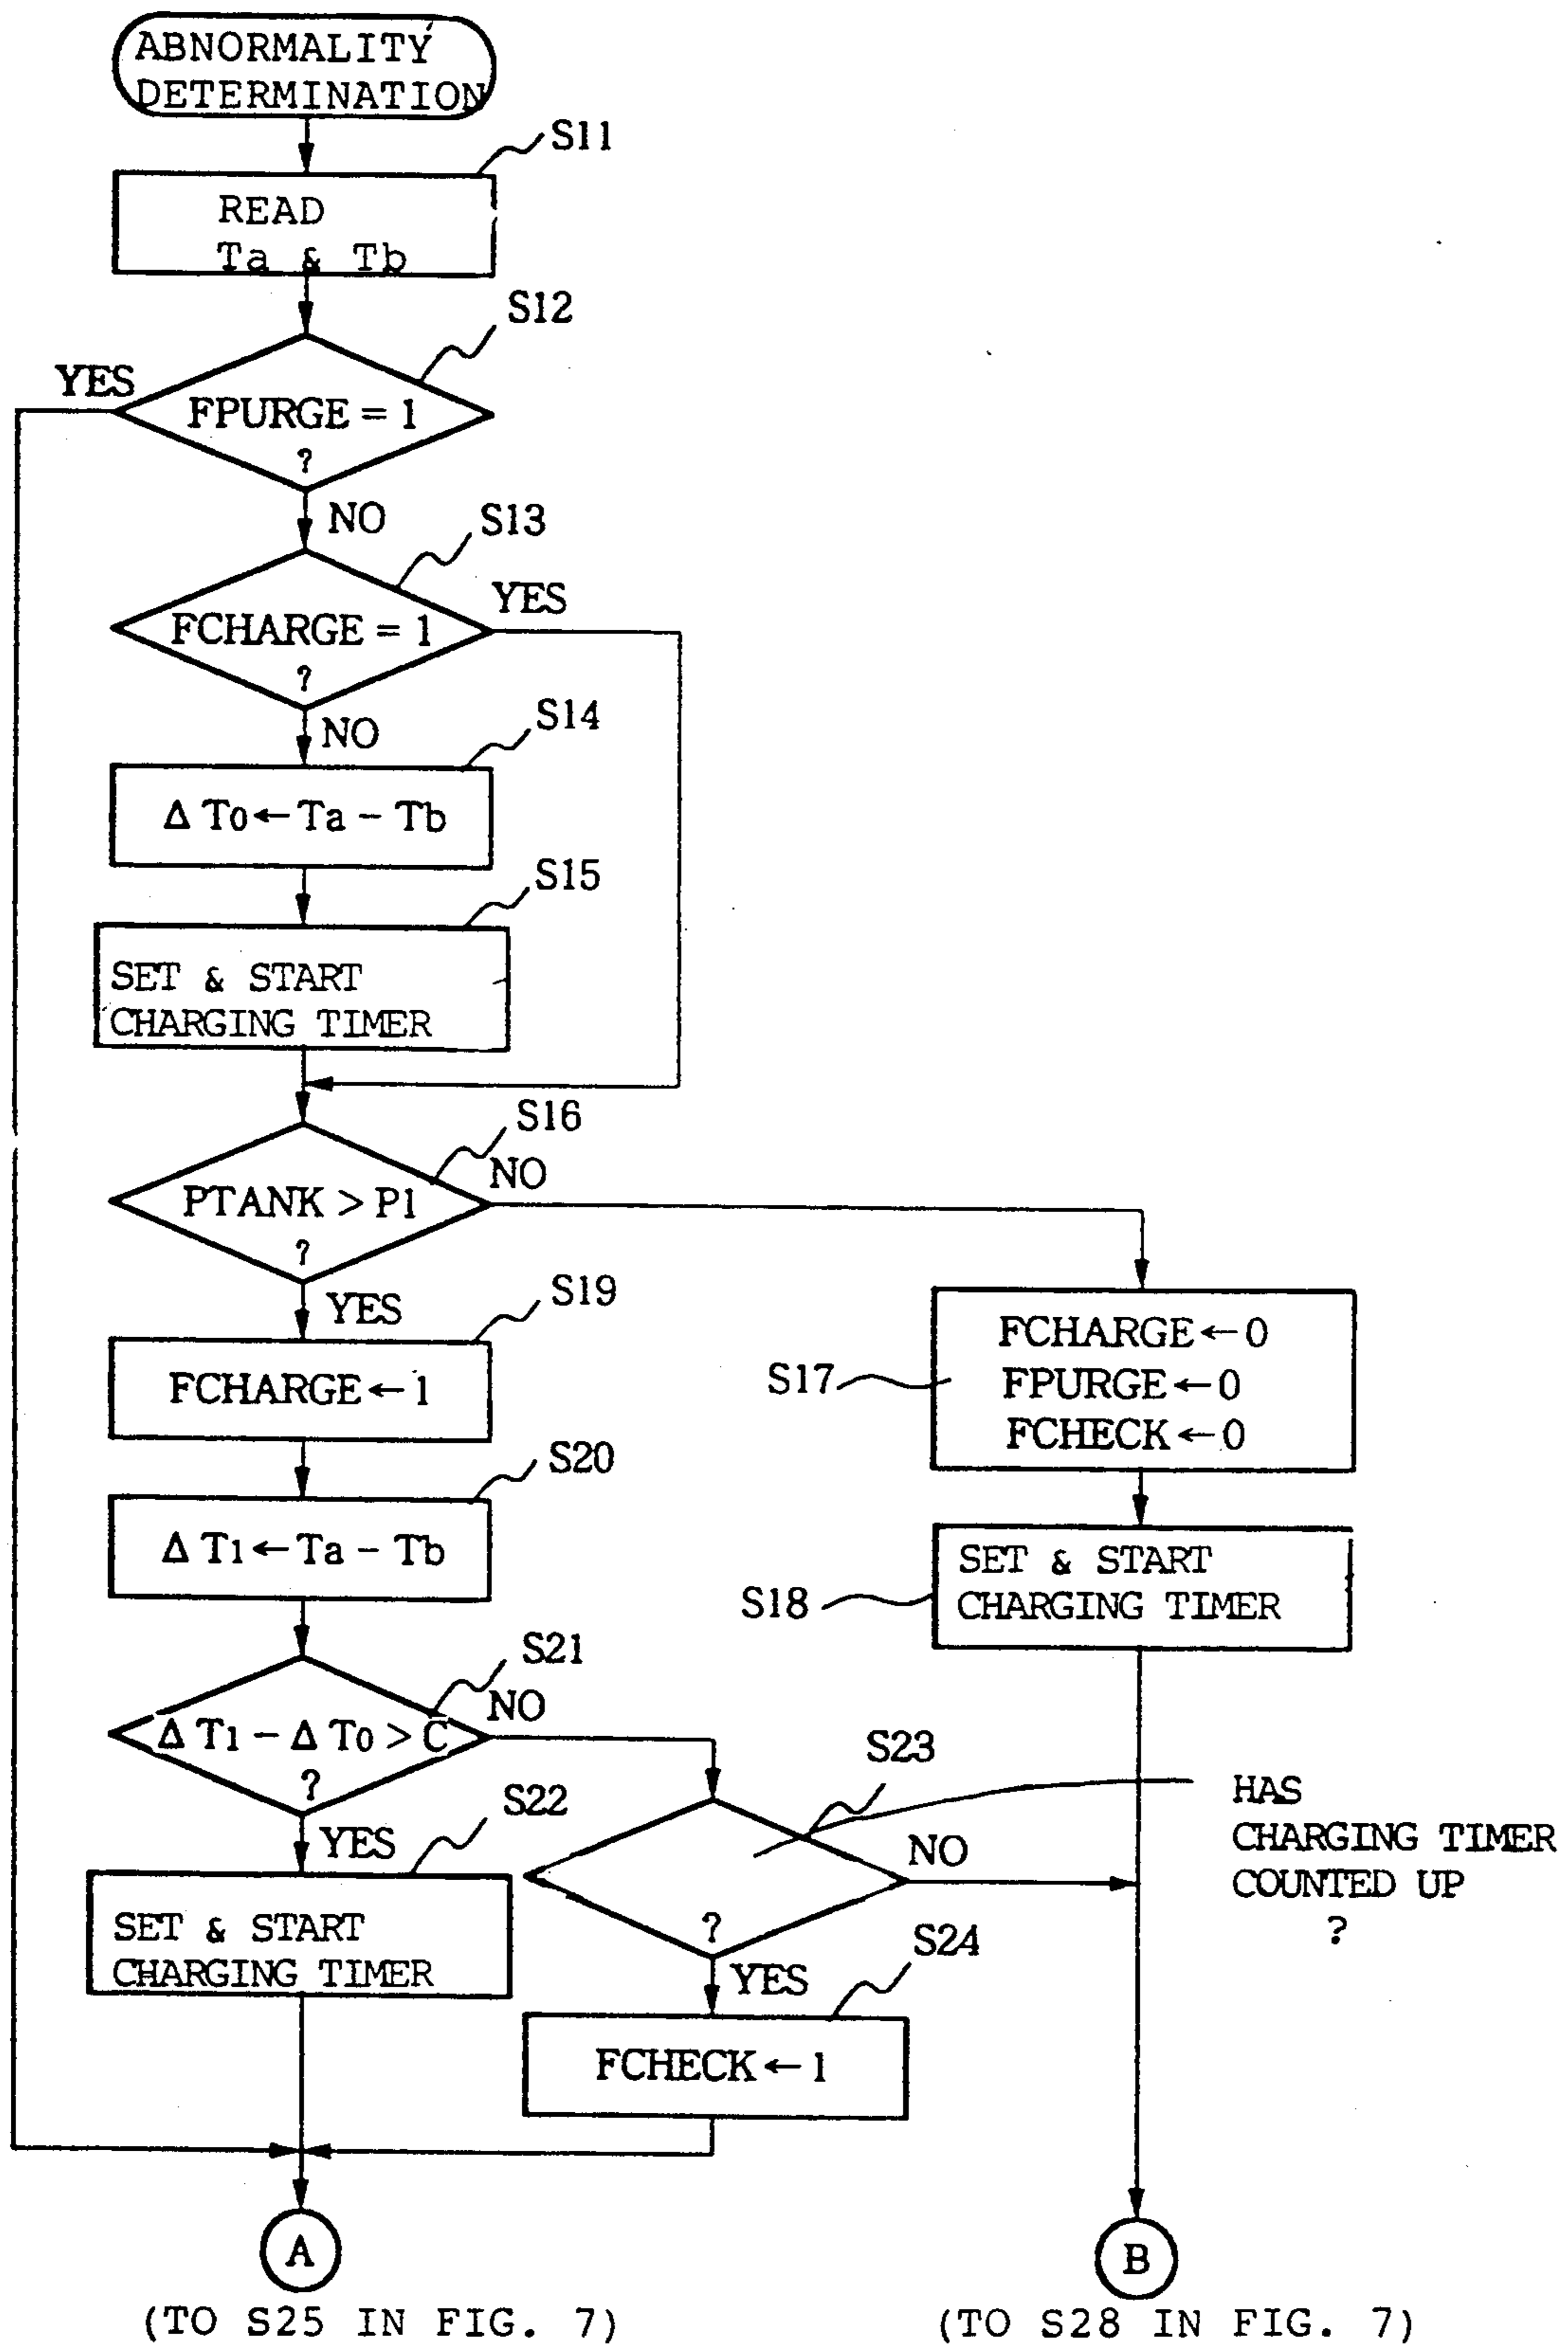 ABNORMALITY
DETERMINATION
S11
READ
Ta & Tb
S12
YES
FPURGE = 1
?
NO
S13
YES
FCHARGE = 1
?
NO
S14
Δ T0 ← Ta - Tb
S15
SET & START
CHARGING TIMER
S16
NO
PTANK > P1
?
YES
S19
FCHARGE ← 1
S17
FCHARGE ← 0
FPURGE ← 0
FCHECK ← 0
S20
Δ T1 ← Ta - Tb
S18
SET & START
CHARGING TIMER
S21
NO
Δ T1 - Δ T0 > C
?
YES
S22
SET & START
CHARGING TIMER
S23
HAS
CHARGING TIMER
COUNTED UP
?
NO
?
YES
S24
FCHECK ← 1
A
(TO S25 IN FIG. 7)
B
(TO S28 IN FIG. 7)